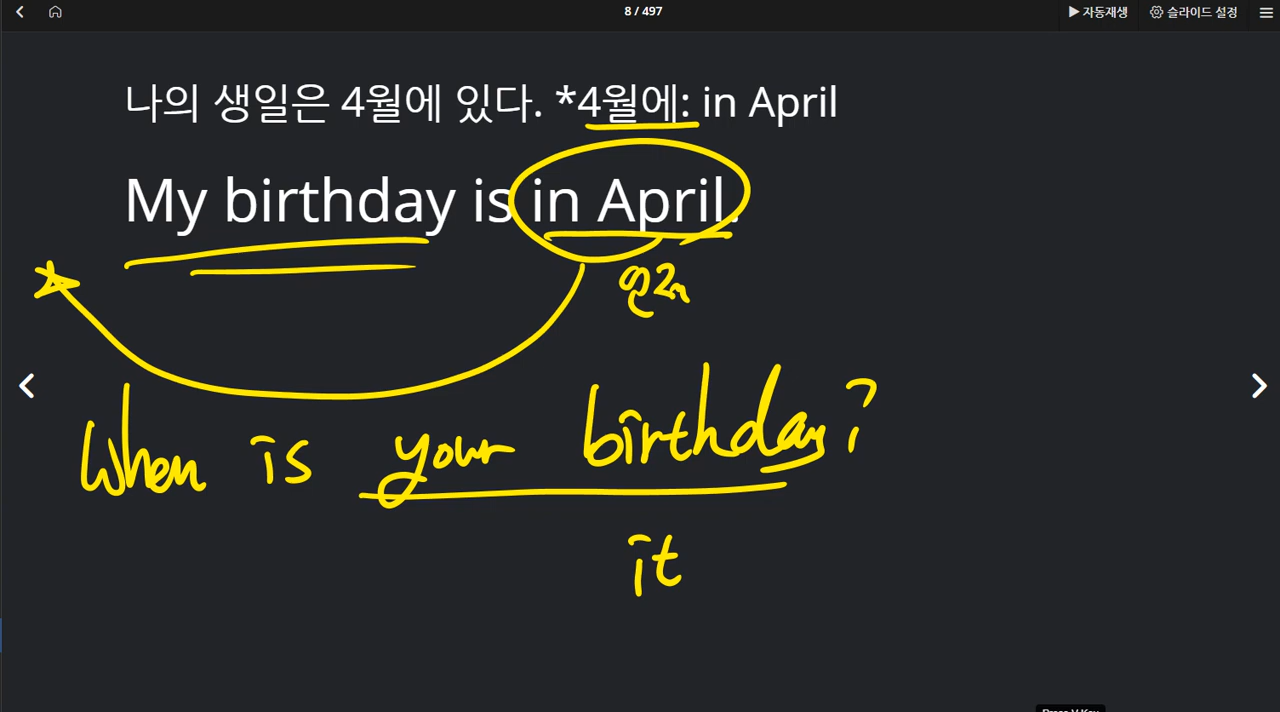 8 / 497
자동재생
슬라이드 설정
나의 생일은 4월에 있다. *4월에: in April
My birthday is in April.
When is your birthday?
it